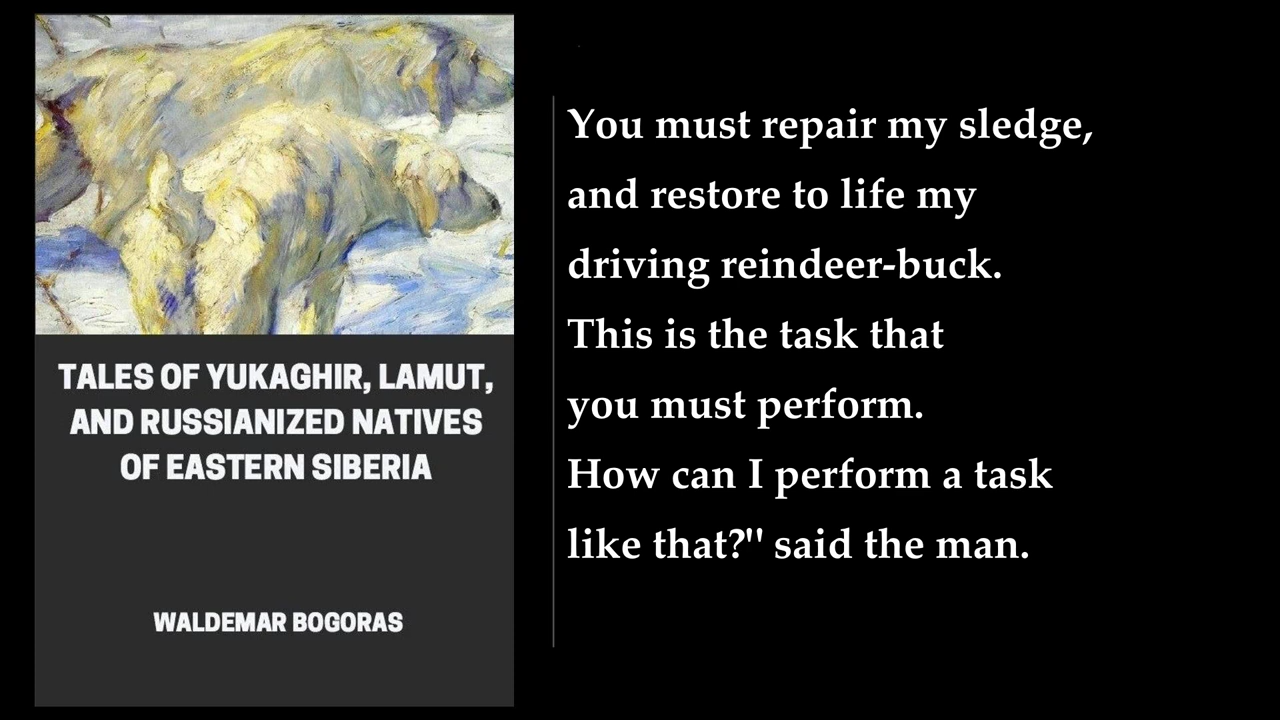 TALES OF YUKAGHIR, LAMUT,
AND RUSSIANIZED NATIVES
OF EASTERN SIBERIA
WALDEMAR BOGORAS
You must repair my sledge,
and restore to life my
driving reindeer-buck.
This is the task that
you must perform.
How can I perform a task
like that?" said the man.